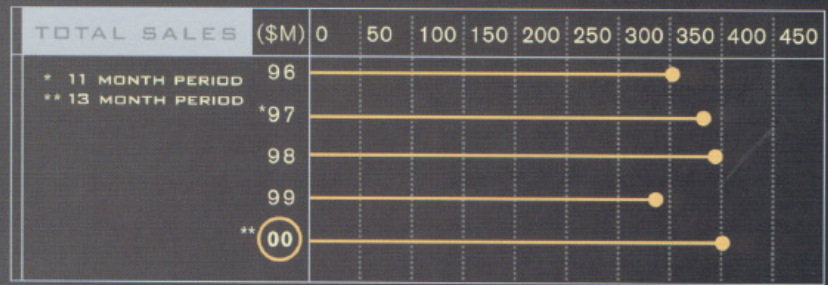 TOTAL SALES ($M) 0 50 100 150 200 250 300 350 400 450
* 11 MONTH PERIOD 96
** 13 MONTH PERIOD
*97
98
99
**00